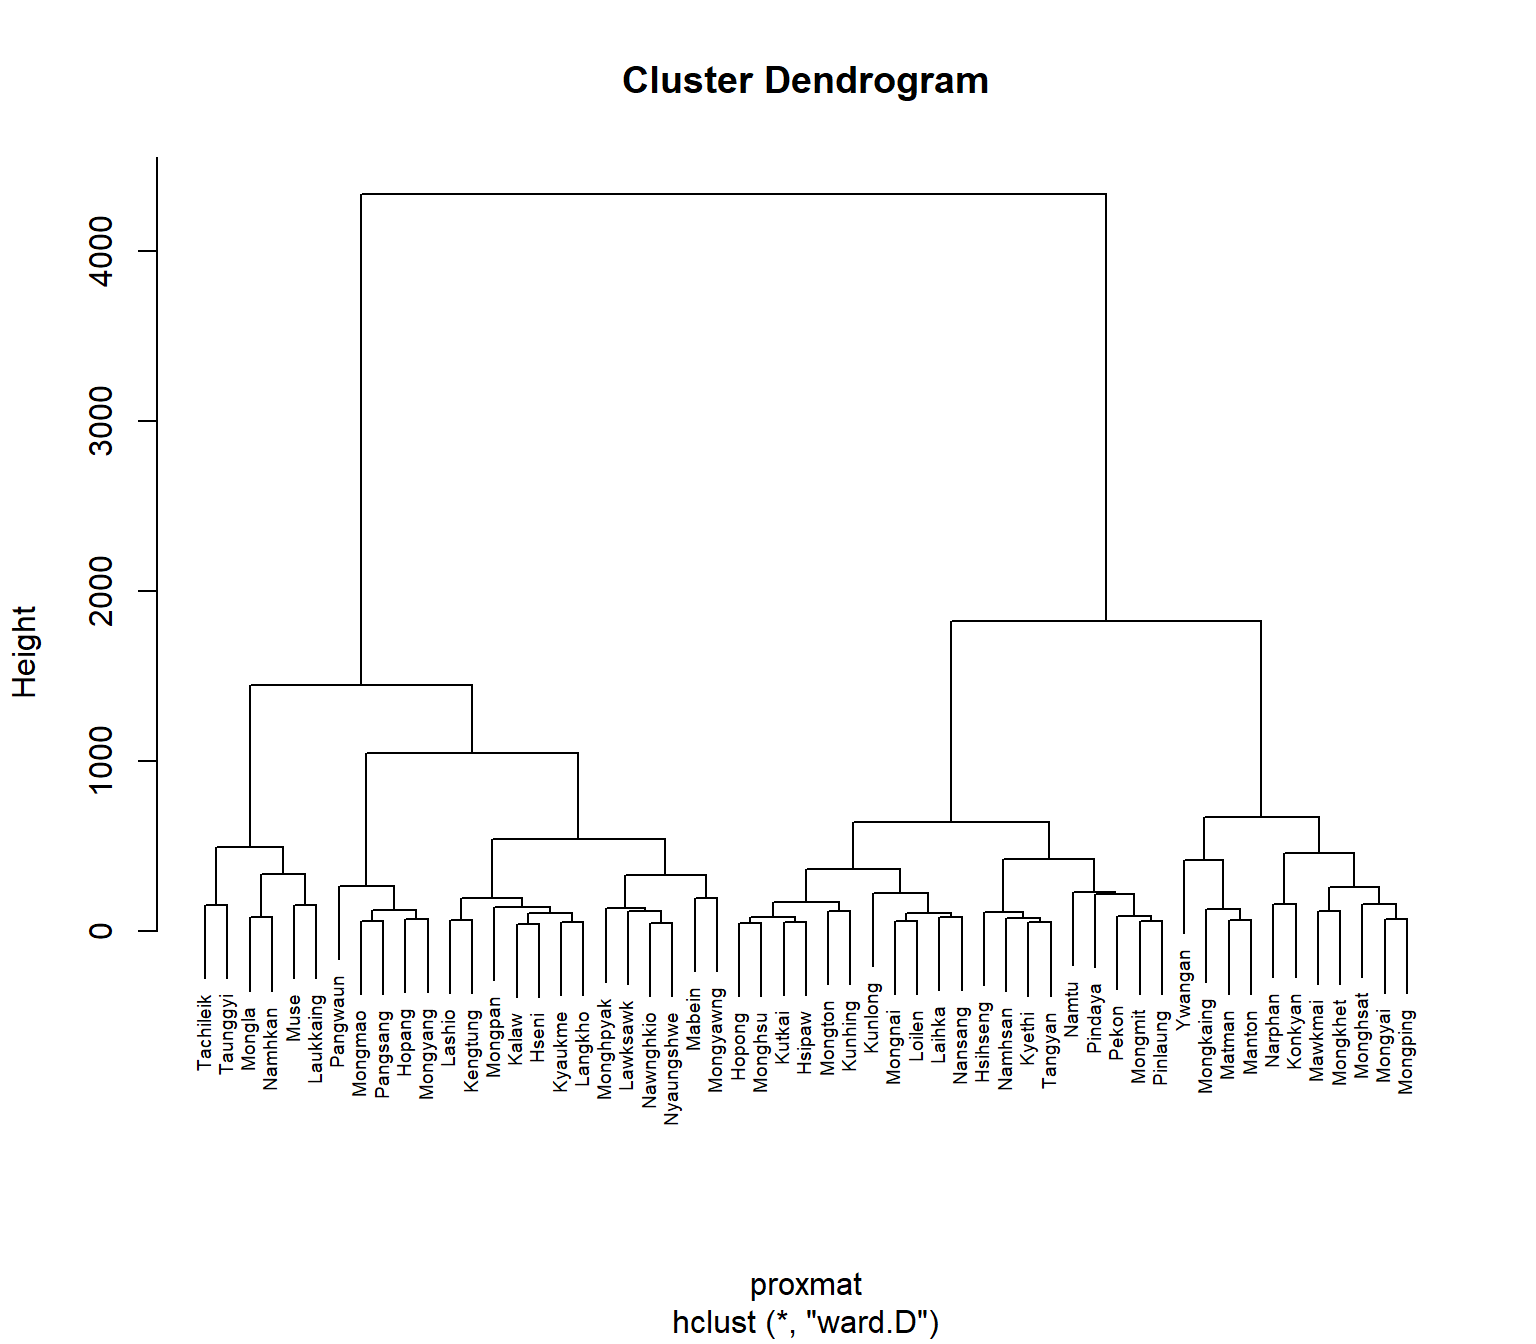 Cluster Dendrogram
Height
4000
3000
2000
1000
0
Tachileik
Taunggyi
Mongla
Namhkan
Muse
Laukkaing
Pangwaun
Mongmao
Pangsang
Hopang
Mongyang
Lashio
Kengtung
Mongpan
Kalaw
Hseni
Kyaukme
Langkho
Monghpyak
Lawksawk
Nawnghkio
Nyaungshwe
Mabein
Mongyawng
Hopong
Monghsu
Kutkai
Hsipaw
Mongton
Kunhing
Kunlong
Mongnai
Loilen
Laihka
Nansang
Hsihseng
Namhsan
Kyethi
Tangyan
Namtu
Pindaya
Pekon
Mongmit
Pinlaung
Ywangan
Mongkaing
Matman
Manton
Narphan
Konkyan
Mawkmai
Mongkhet
Monghsat
Mongyai
Mongping
proxmat
hclust (*, "ward.D")